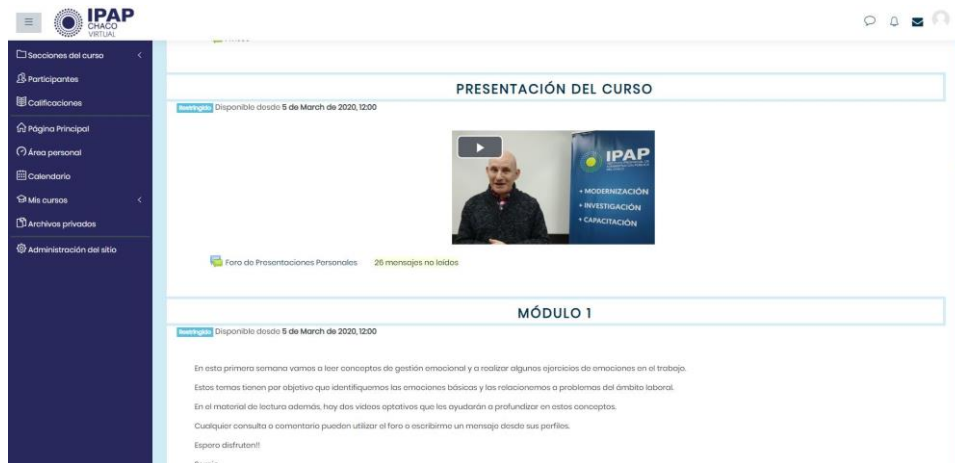 IPAP
CHACO
VIRTUAL
Secciones del curso
Participantes
Calificaciones
Página Principal
Área personal
Calendario
Mis cursos
Archivos privados
Administración del sitio
PRESENTACIÓN DEL CURSO
Restringido Disponible desde 5 de March de 2020, 12:00
IPAP
• MODERNIZACIÓN
• INVESTIGACIÓN
• CAPACITACIÓN
Foro de Presentaciones Personales 26 mensajes no leídos
MÓDULO 1
Restringido Disponible desde 5 de March de 2020, 12:00
En esta primera semana vamos a leer conceptos de gestión emocional y a realizar algunos ejercicios de emociones en el trabajo.
Estos temas tienen por objetivo que identifiquemos las emociones básicas y las relacionemos a problemas del ámbito laboral.
En el material de lectura además, hay dos videos optativos que les ayudarán a profundizar en estos conceptos.
Cualquier consulta o comentario pueden utilizar el foro o escribirme un mensaje desde sus perfiles.
Espero disfruten!!